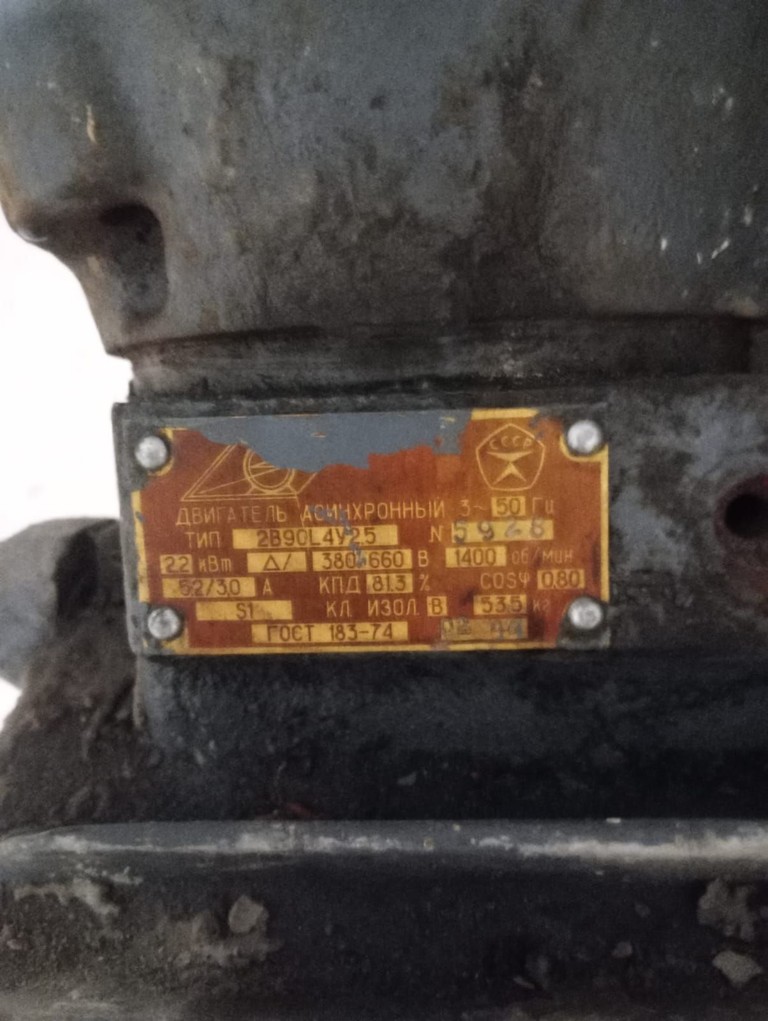 СССР
ДВИГАТЕЛЬ АСИНХРОННЫЙ 3~ 50 Гц
ТИП 2В90L4У2,5 N 5928
2,2 кВт Δ/ 380/660 В 1400 об/мин
5,2/3,0 А КПД 81,3 % COSφ 0,80
S1 КЛ. ИЗОЛ. В 53,5 кг
ГОСТ 183-74